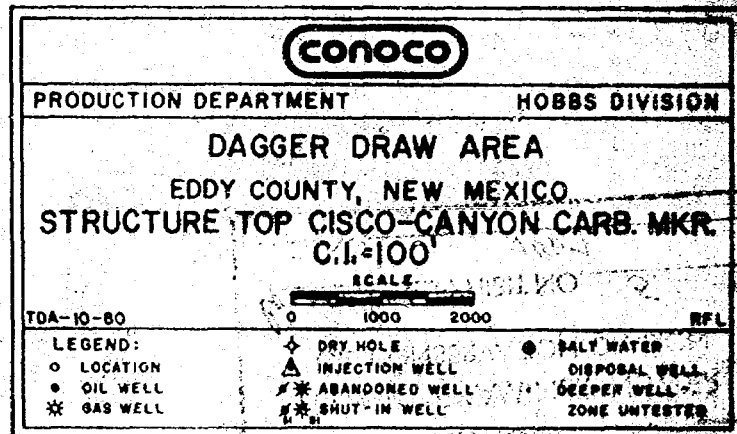 conoco
PRODUCTION DEPARTMENT HOBBS DIVISION
DAGGER DRAW AREA
EDDY COUNTY, NEW MEXICO
STRUCTURE TOP CISCO-CANYON CARB. MKR.
C.I.=100'
SCALE
0 1000 2000
TDA-10-80 RFL
LEGEND:
LOCATION
OIL WELL
GAS WELL
DRY HOLE
INJECTION WELL
ABANDONED WELL
SHUT-IN WELL
SALT WATER
DISPOSAL WELL
DEEPER WELL-
ZONE UNTESTED